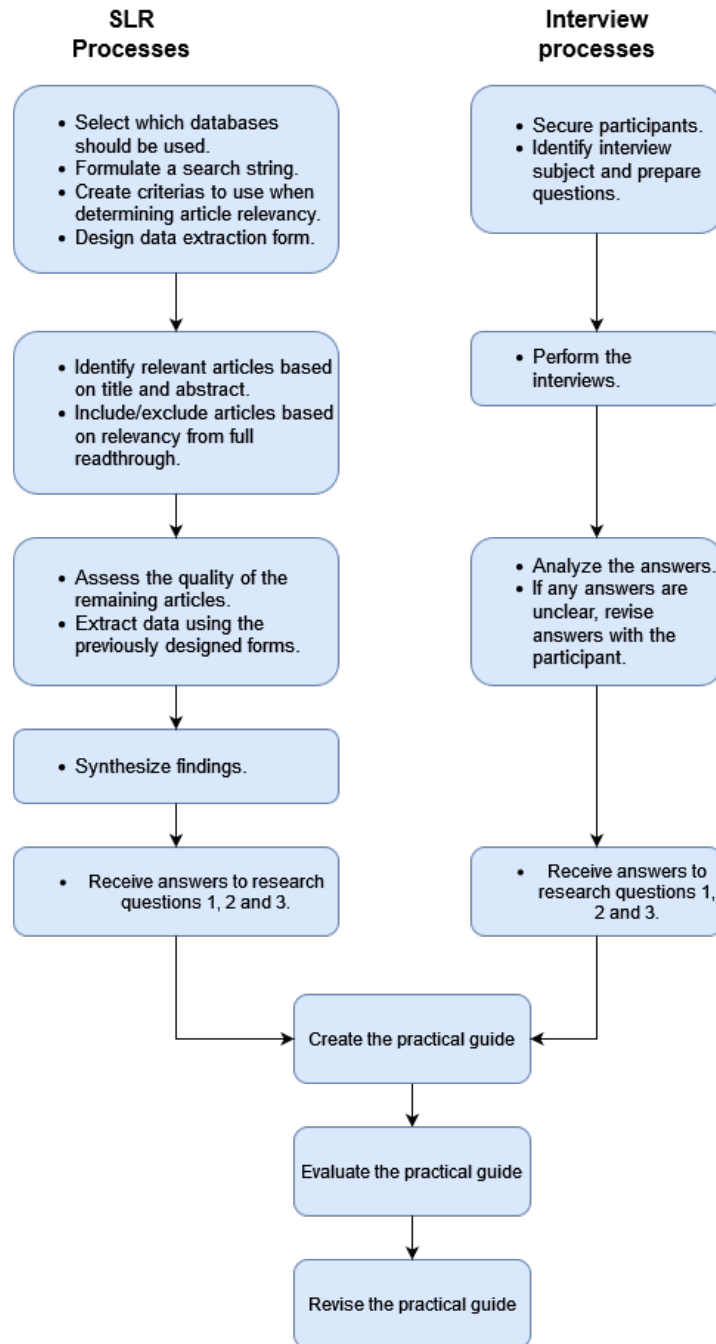 SLR
Processes
Interview
processes
• Select which databases
should be used.
• Formulate a search string.
• Create criterias to use when
determining article relevancy.
• Design data extraction form.
• Secure participants.
• Identify interview
subject and prepare
questions.
• Identify relevant articles based
on title and abstract.
• Include/exclude articles based
on relevancy from full
readthrough.
• Perform the
interviews.
• Assess the quality of the
remaining articles.
• Extract data using the
previously designed forms.
• Analyze the answers.
• If any answers are
unclear, revise
answers with the
participant.
• Synthesize findings.
• Receive answers to research
questions 1, 2 and 3.
• Receive answers to
research questions 1,
2 and 3.
Create the practical guide
Evaluate the practical guide
Revise the practical guide